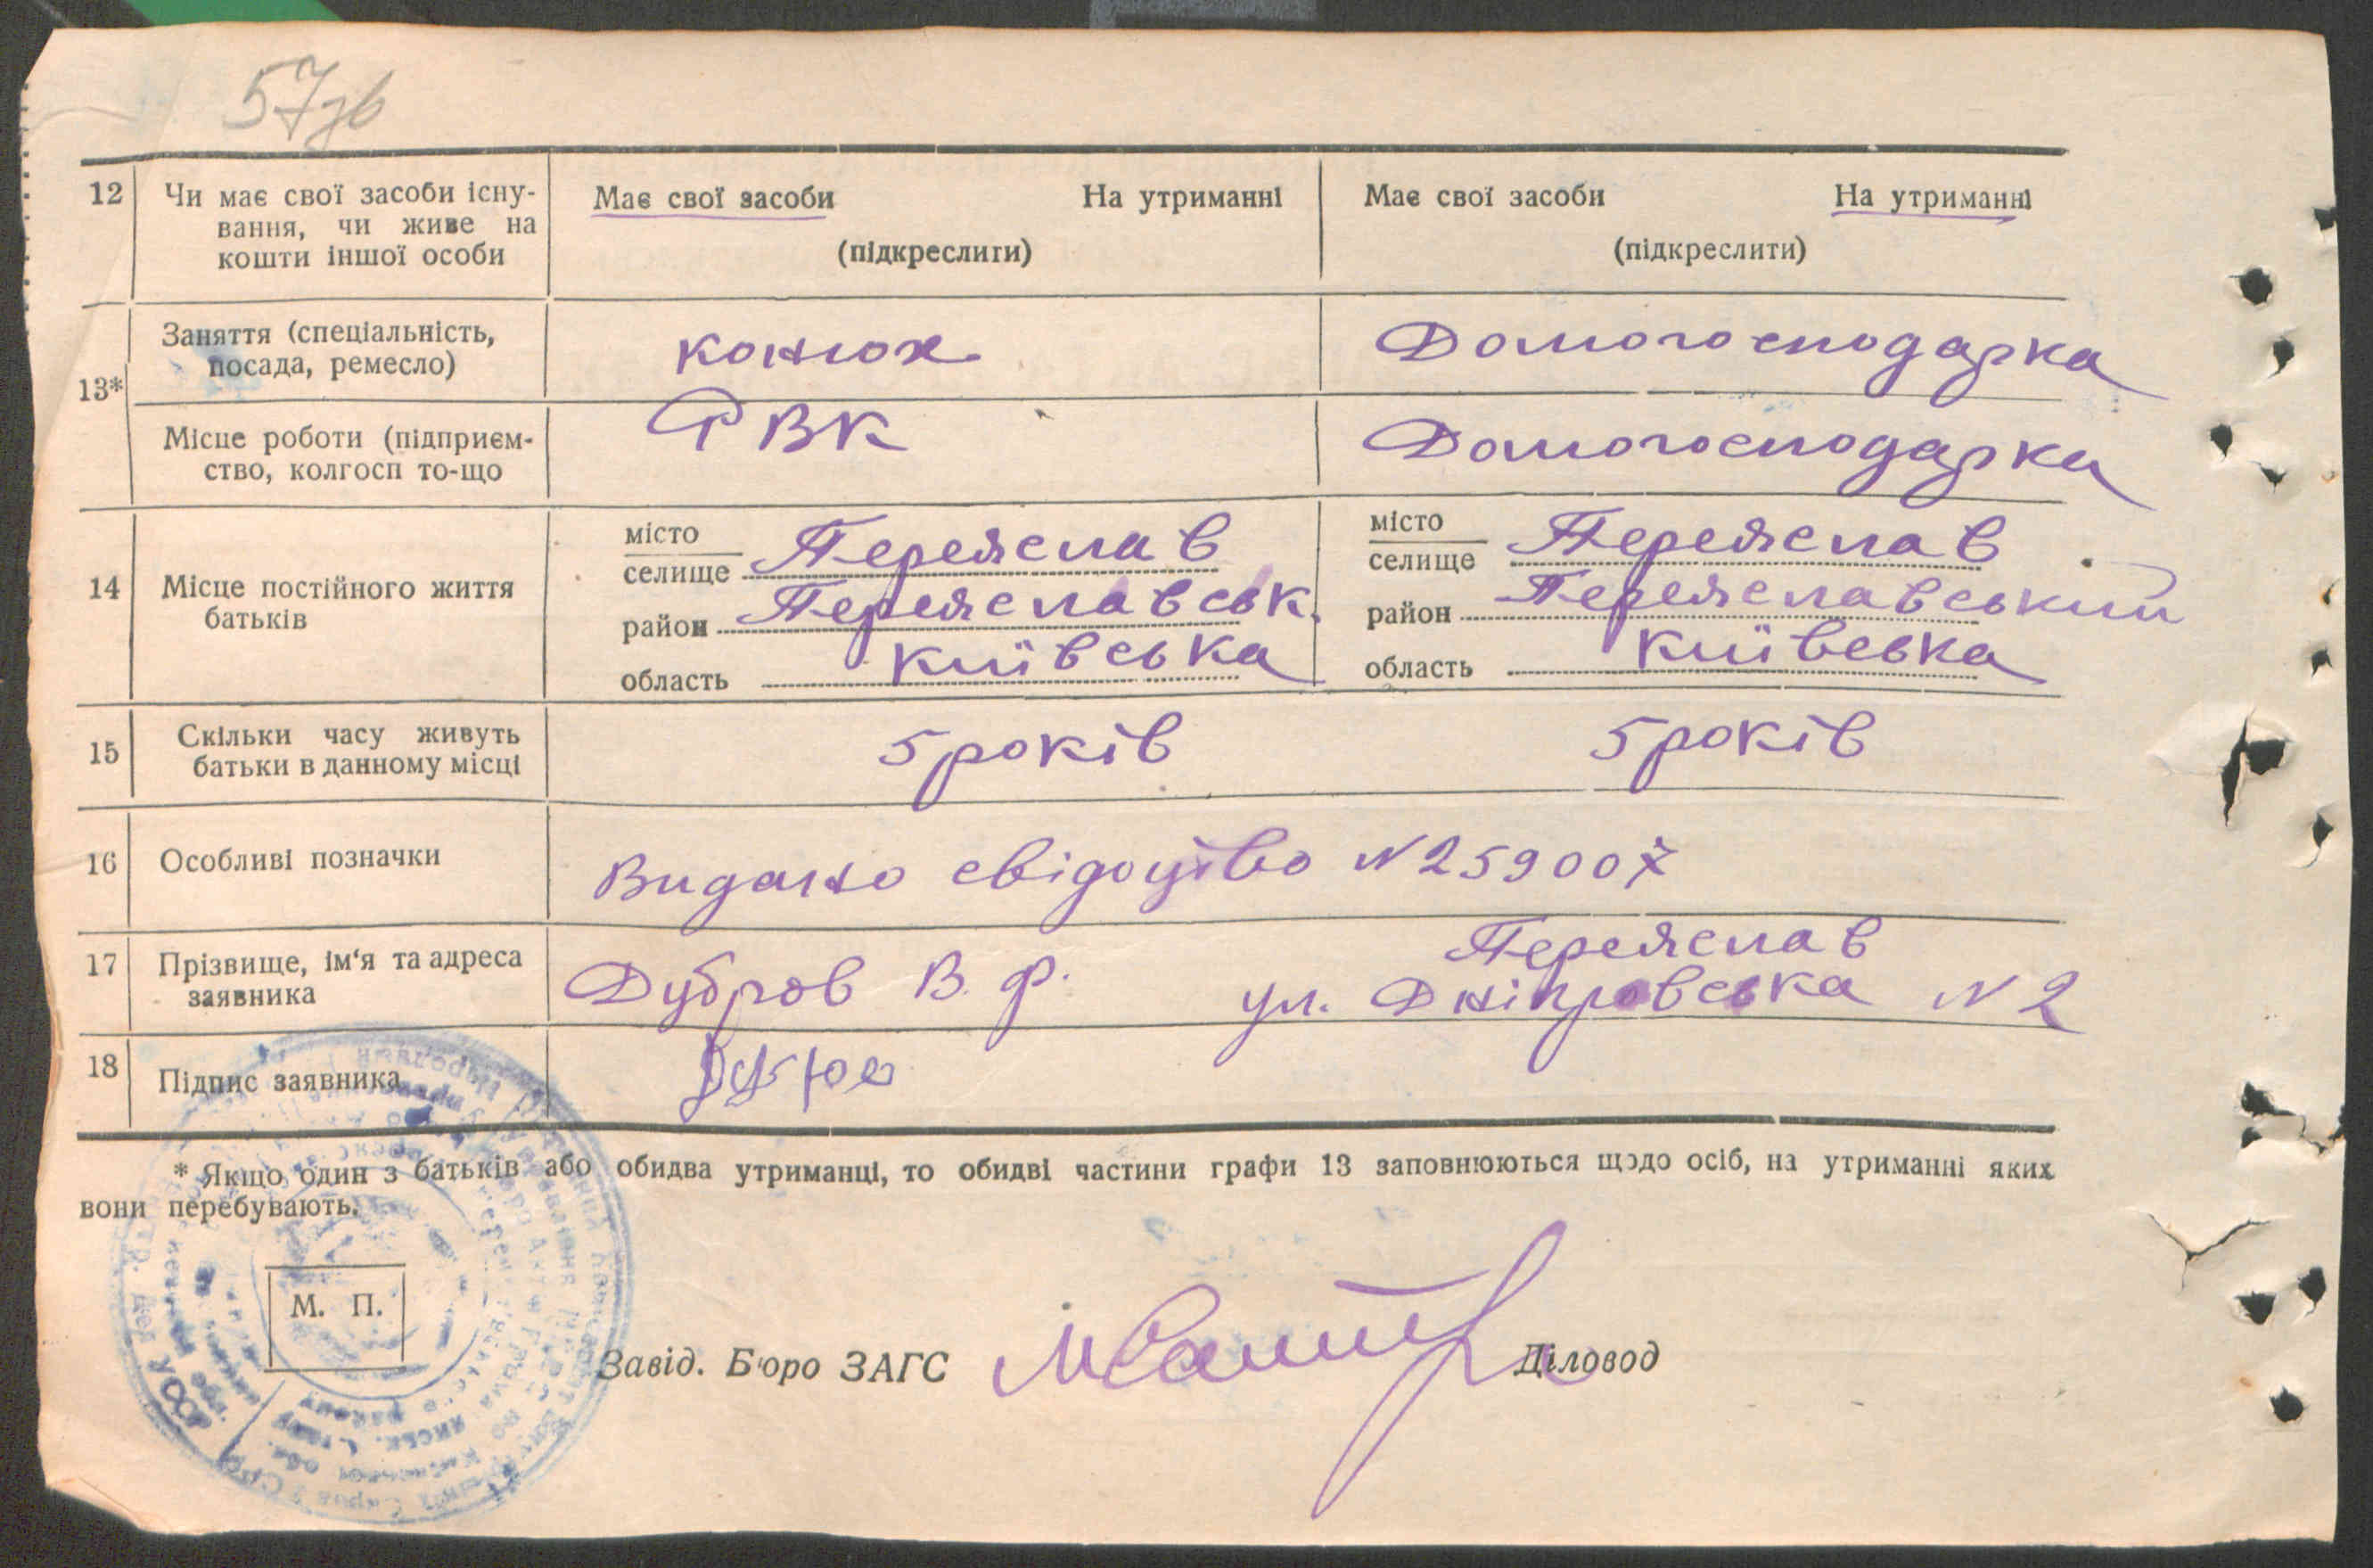 57зв
12 Чи має свої засоби існу- Має свої засоби На утриманні Має свої засоби На утриманні
вання, чи живе на
кошти іншої особи (підкреслити) (підкреслити)
13* Заняття (спеціальність, конюх Домогосподарка
посада, ремесло)
Місце роботи (підприєм- РВК Домогосподарка
ство, колгосп то-що
14 Місце постійного життя батьків
місто
селище Переяслав
район Переяславськ.
область Київська
місто
селище Переяслав
район Переяславський
область Київська
15 Скільки часу живуть 5 років 5 років
батьки в данному місці
16 Особливі позначки Видано свідоцтво N 259007
17 Прізвище, ім'я та адреса Дубров В. Ф. Переяслав
заявника ул. Дніпровська N 2
18 Підпис заявника
* Якщо один з батьків або обидва утриманці, то обидві частини графи 13 заповнюються щодо осіб, на утриманні яких
вони перебувають.
М. П.
Завід. Б'юро ЗАГС Діловод